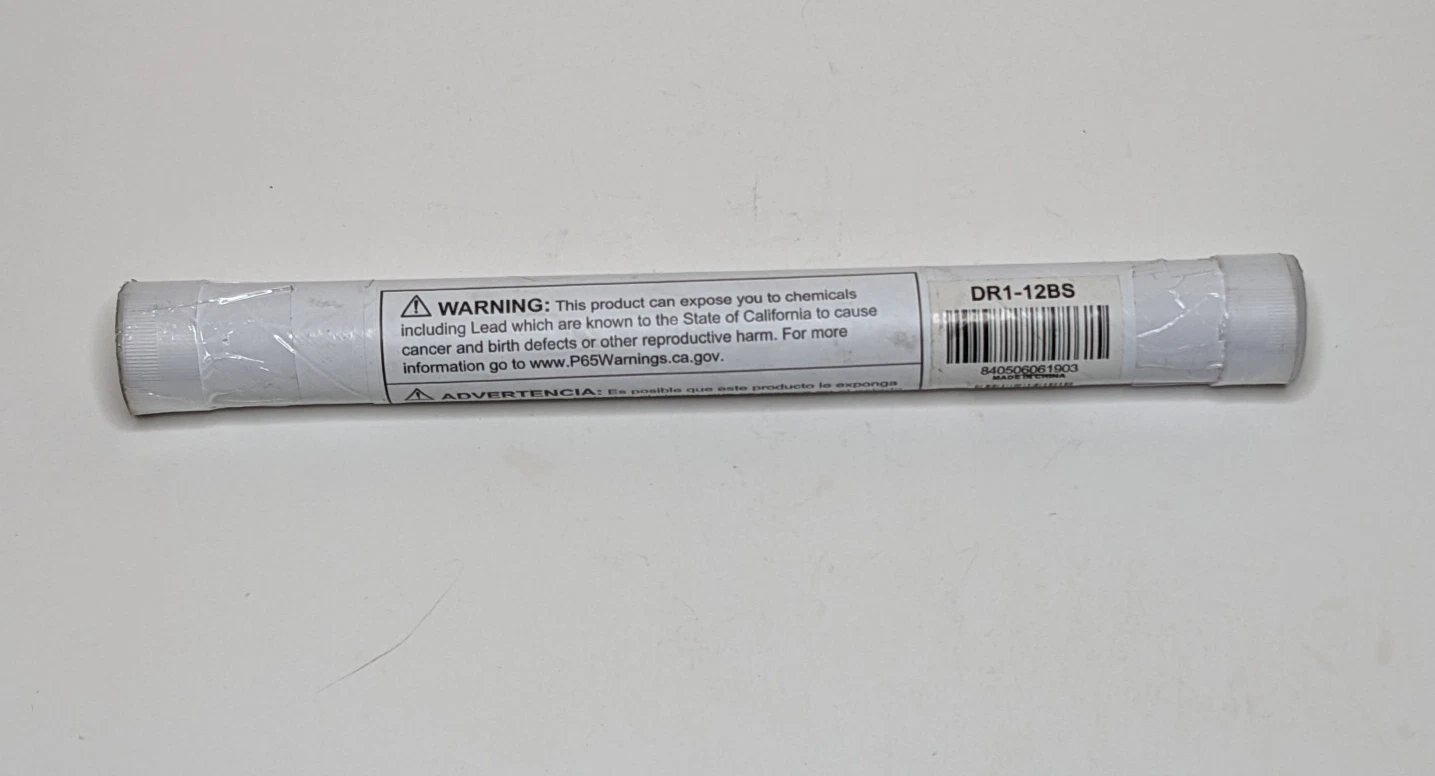 ⚠ WARNING: This product can expose you to chemicals
including Lead which are known to the State of California to cause
cancer and birth defects or other reproductive harm. For more
information go to www.P65Warnings.ca.gov.
⚠ ADVERTENCIA: Es posible que este producto le exponga
DR1-12BS
840506061903
MADE IN CHINA